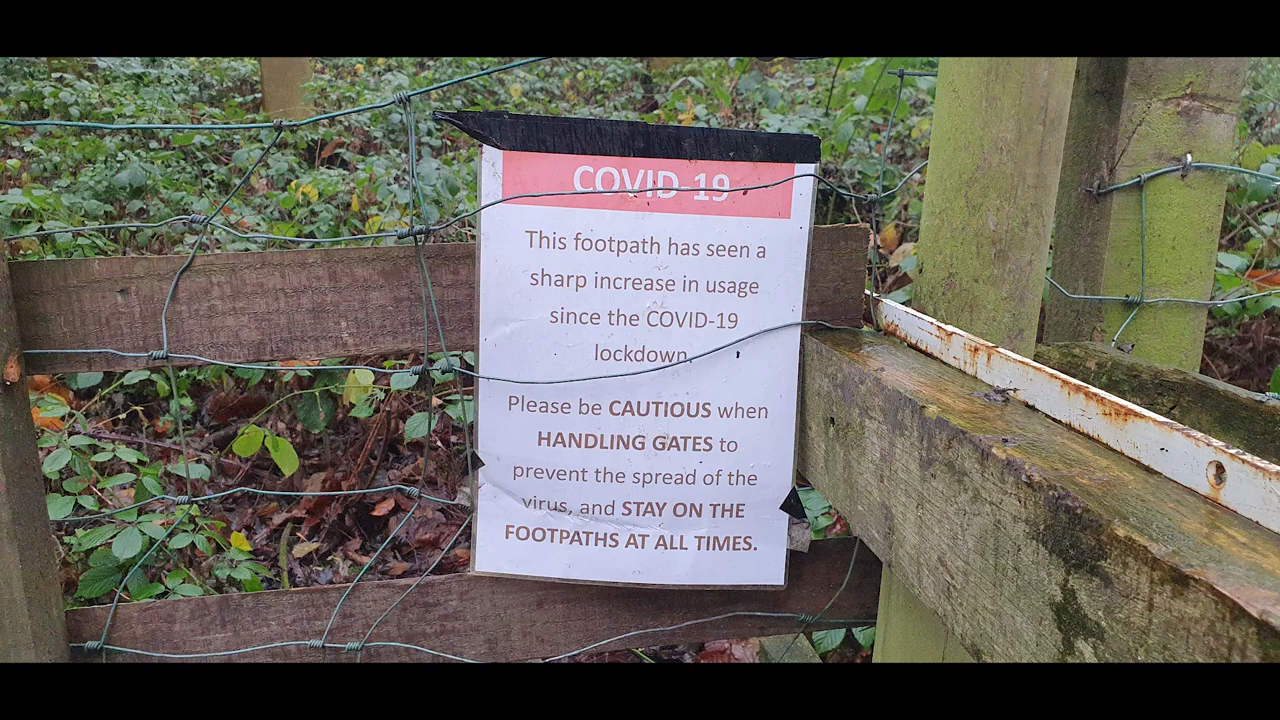 COVID-19
This footpath has seen a
sharp increase in usage
since the COVID-19
lockdown.
Please be CAUTIOUS when
HANDLING GATES to
prevent the spread of the
virus, and STAY ON THE
FOOTPATHS AT ALL TIMES.